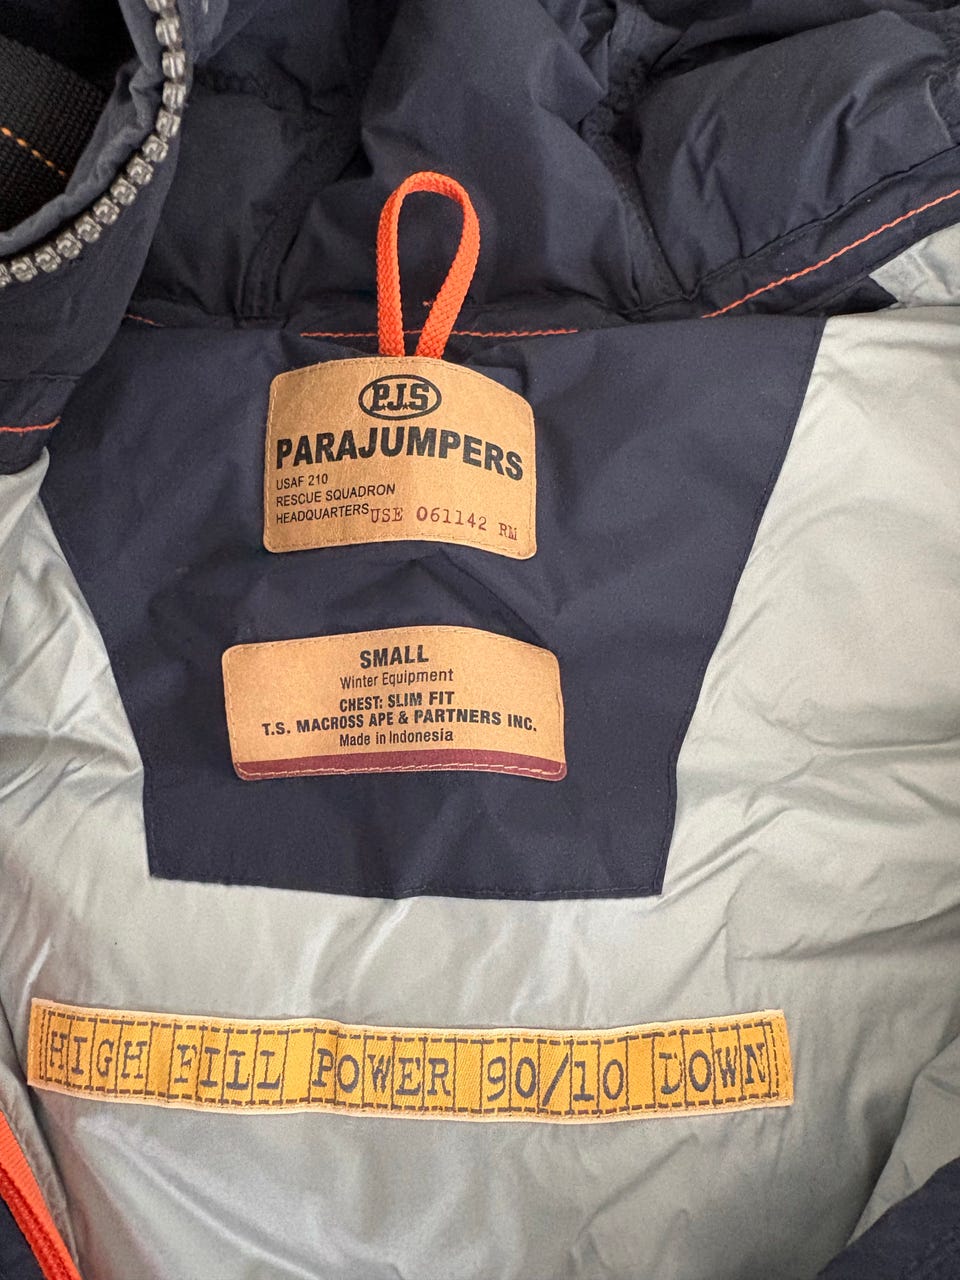 P.J.S
PARAJUMPERS
USAF 210
RESCUE SQUADRON
HEADQUARTERS USE 061142 RM
SMALL
Winter Equipment
CHEST: SLIM FIT
T.S. MACROSS APE & PARTNERS INC.
Made in Indonesia
HIGH FILL POWER 90/10 DOWN